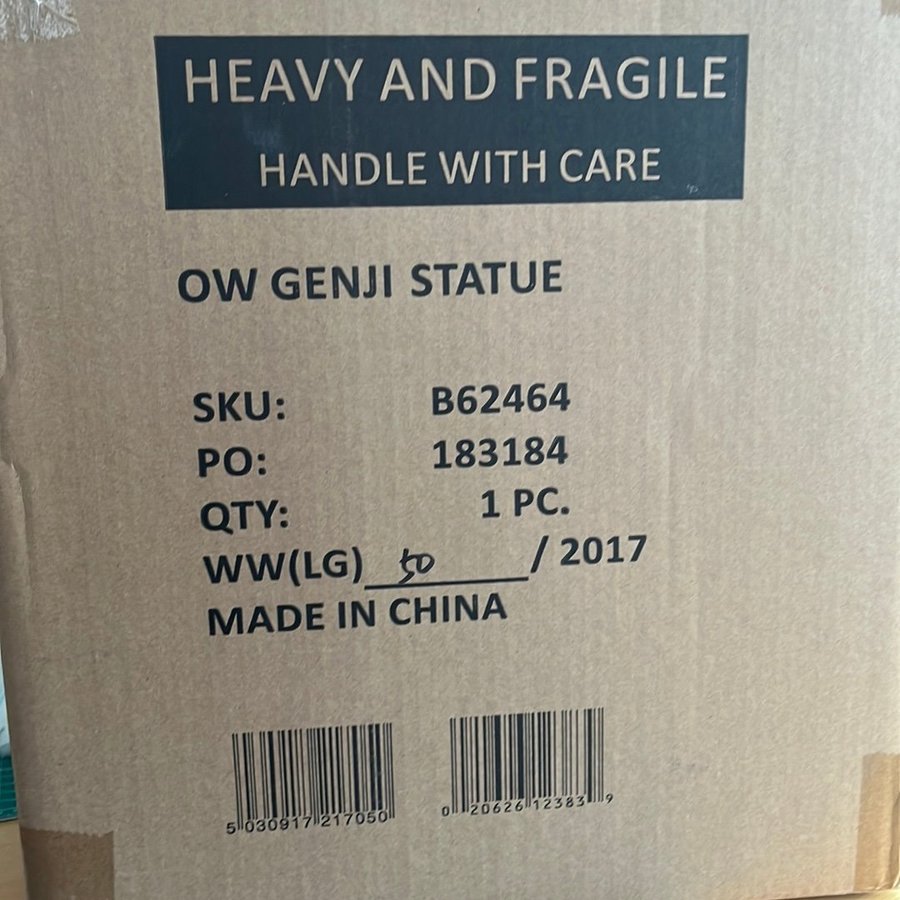 HEAVY AND FRAGILE
HANDLE WITH CARE
OW GENJI STATUE
SKU: B62464
PO: 183184
QTY: 1 PC.
WW(LG) 50 / 2017
MADE IN CHINA
5 030917 217050
0 20626 12383 9